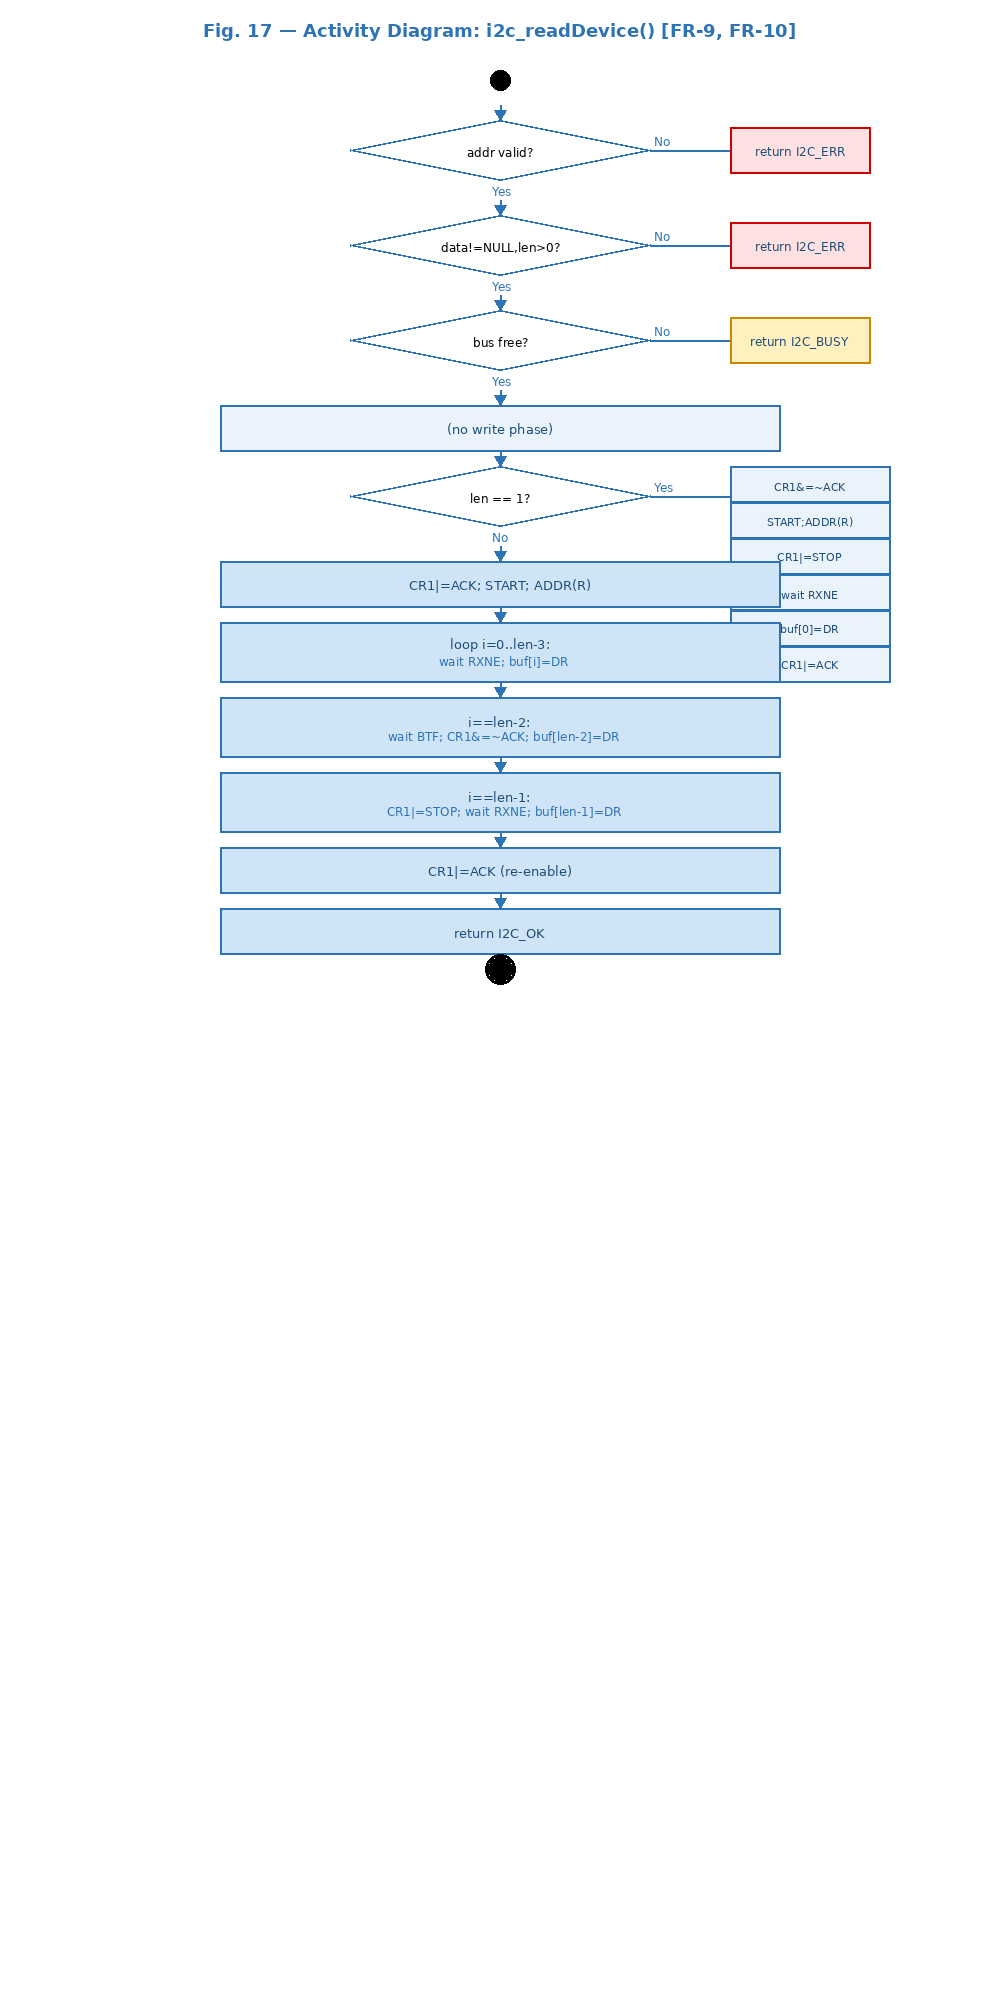 Fig. 17 — Activity Diagram: i2c_readDevice() [FR-9, FR-10]
addr valid?
No
return I2C_ERR
Yes
data!=NULL,len>0?
No
return I2C_ERR
Yes
bus free?
No
return I2C_BUSY
Yes
(no write phase)
len == 1?
Yes
CR1&=~ACK
START;ADDR(R)
CR1|=STOP
wait RXNE
buf[0]=DR
CR1|=ACK
No
CR1|=ACK; START; ADDR(R)
loop i=0..len-3:
wait RXNE; buf[i]=DR
i==len-2:
wait BTF; CR1&=~ACK; buf[len-2]=DR
i==len-1:
CR1|=STOP; wait RXNE; buf[len-1]=DR
CR1|=ACK (re-enable)
return I2C_OK